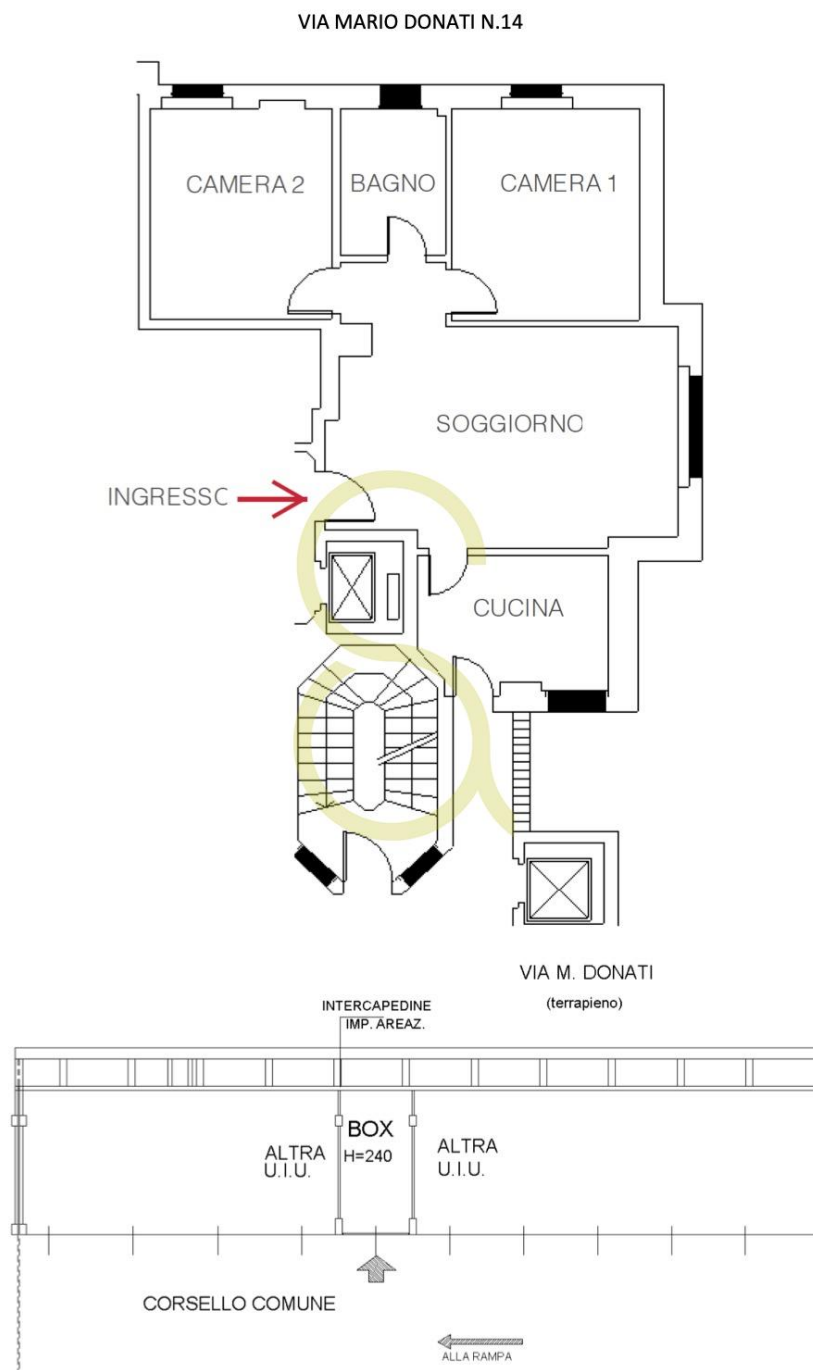 VIA MARIO DONATI N.14
CAMERA 2
BAGNO
CAMERA 1
SOGGIORNO
INGRESSO
CUCINA
VIA M. DONATI
(terrapieno)
INTERCAPEDINE
IMP. AREAZ.
BOX
H=240
ALTRA
U.I.U.
ALTRA
U.I.U.
CORSELLO COMUNE
ALLA RAMPA